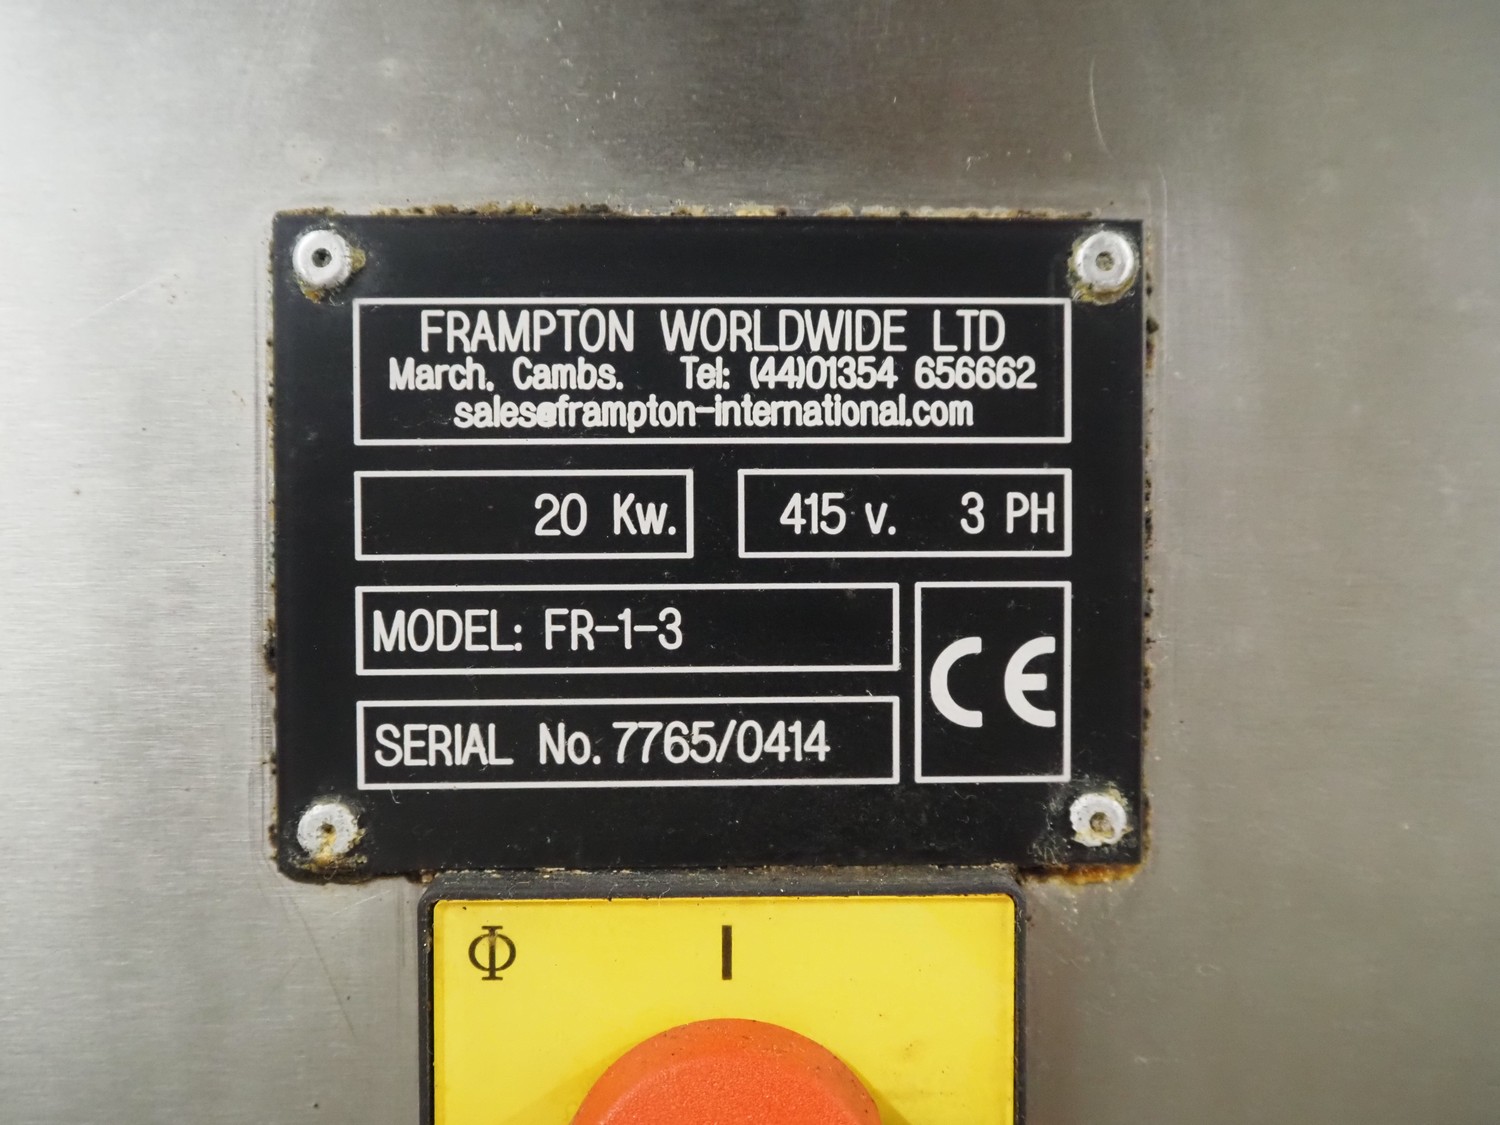 FRAMPTON WORLDWIDE LTD
March. Cambs. Tel: (44)01354 656662
sales@frampton-international.com
20 Kw.
415 v. 3 PH
MODEL: FR-1-3
SERIAL No. 7765/0414
CE
Φ I